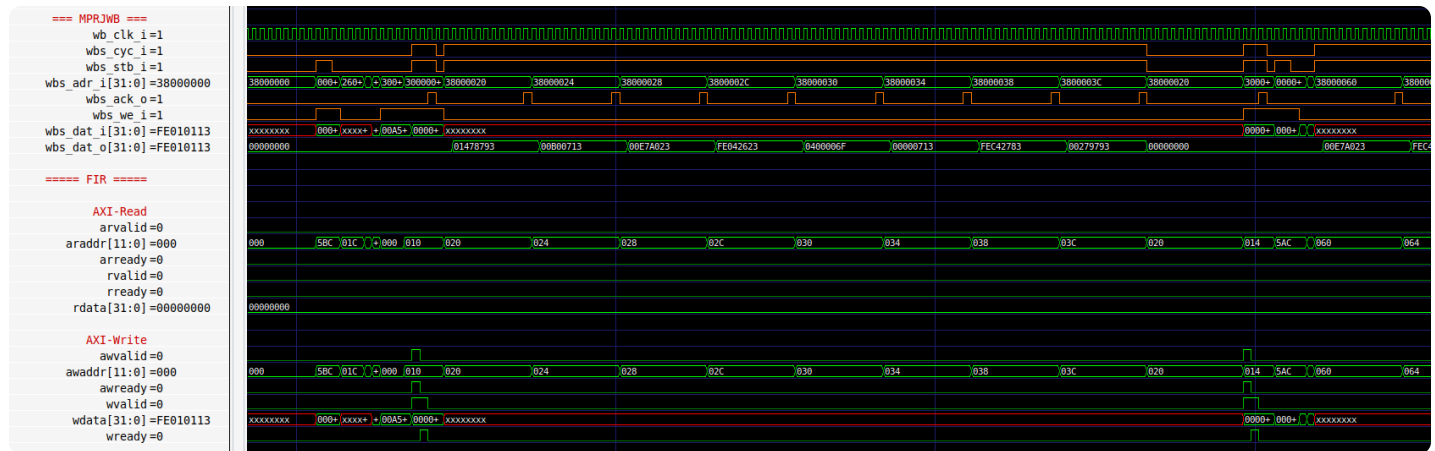 === MPRJWB ===
wb_clk_i=1
wbs_cyc_i=1
wbs_stb_i=1
wbs_adr_i[31:0]=38000000 38000000 000+ 260+ + 300+ 300000+ 38000020 38000024 38000028 3800002C 38000030 38000034 38000038 3800003C 38000020 3000+ 0000+ 38000060 38000
wbs_ack_o=1
wbs_we_i=1
wbs_dat_i[31:0]=FE010113 xxxxxxxx 000+ xxxx+ + 00A5+ 0000+ xxxxxxxx 0000+ 000+ xxxxxxxx
wbs_dat_o[31:0]=FE010113 00000000 01478793 00B00713 00E7A023 FE042623 0400006F 00000713 FEC42783 00279793 00000000 00E7A023 FEC4
===== FIR =====
AXI-Read
arvalid=0
araddr[11:0]=000 000 5BC 01C + 000 010 020 024 028 02C 030 034 038 03C 020 014 5AC 060 064
arready=0
rvalid=0
rready=0
rdata[31:0]=00000000 00000000
AXI-Write
awvalid=0
awaddr[11:0]=000 000 5BC 01C + 000 010 020 024 028 02C 030 034 038 03C 020 014 5AC 060 064
awready=0
wvalid=0
wdata[31:0]=FE010113 xxxxxxxx 000+ xxxx+ + 00A5+ 0000+ xxxxxxxx 0000+ 000+ xxxxxxxx
wready=0